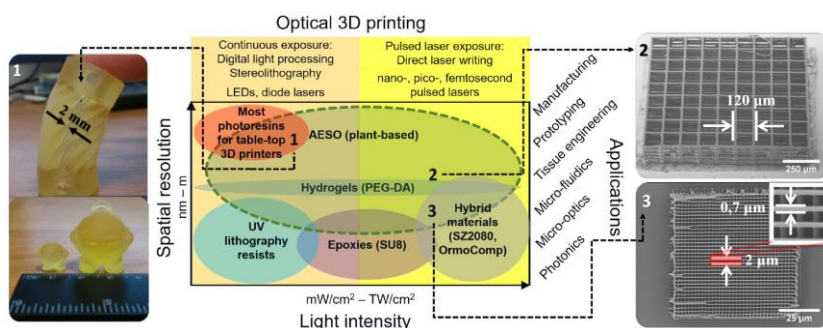 Optical 3D printing
Continuous exposure:
Digital light processing
Stereolithography
LEDs, diode lasers
Pulsed laser exposure:
Direct laser writing
nano-, pico-, femtosecond
pulsed lasers
1
2 mm
Spatial resolution
nm – m
Most
photoresins
for table-top
3D printers
1
AESO (plant-based)
2
Hydrogels (PEG-DA)
3
UV
lithography
resists
Epoxies (SU8)
Hybrid
materials
(SZ2080,
OrmoComp)
mW/cm² – TW/cm²
Light intensity
Manufacturing
Prototyping
Tissue engineering
Micro-fluidics
Micro-optics
Photonics
Applications
2
120 µm
250 µm
3
0,7 µm
2 µm
25 µm